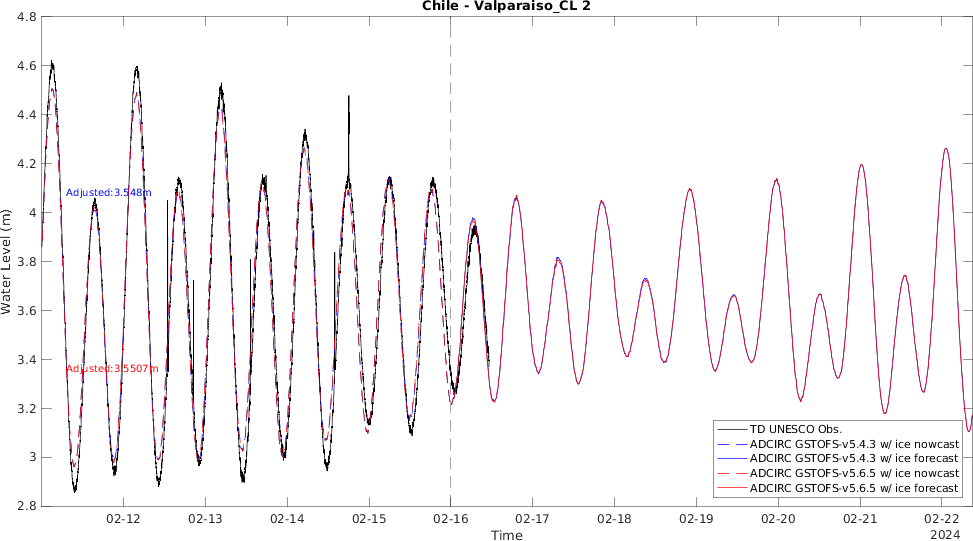 Chile - Valparaiso_CL 2
4.8
4.6
4.4
4.2
4
3.8
3.6
3.4
3.2
3
2.8
Water Level (m)
Adjusted:3.548m
Adjusted:3.5507m
TD UNESCO Obs.
ADCIRC GSTOFS-v5.4.3 w/ ice nowcast
ADCIRC GSTOFS-v5.4.3 w/ ice forecast
ADCIRC GSTOFS-v5.6.5 w/ ice nowcast
ADCIRC GSTOFS-v5.6.5 w/ ice forecast
02-12 02-13 02-14 02-15 02-16 02-17 02-18 02-19 02-20 02-21 02-22
Time 2024